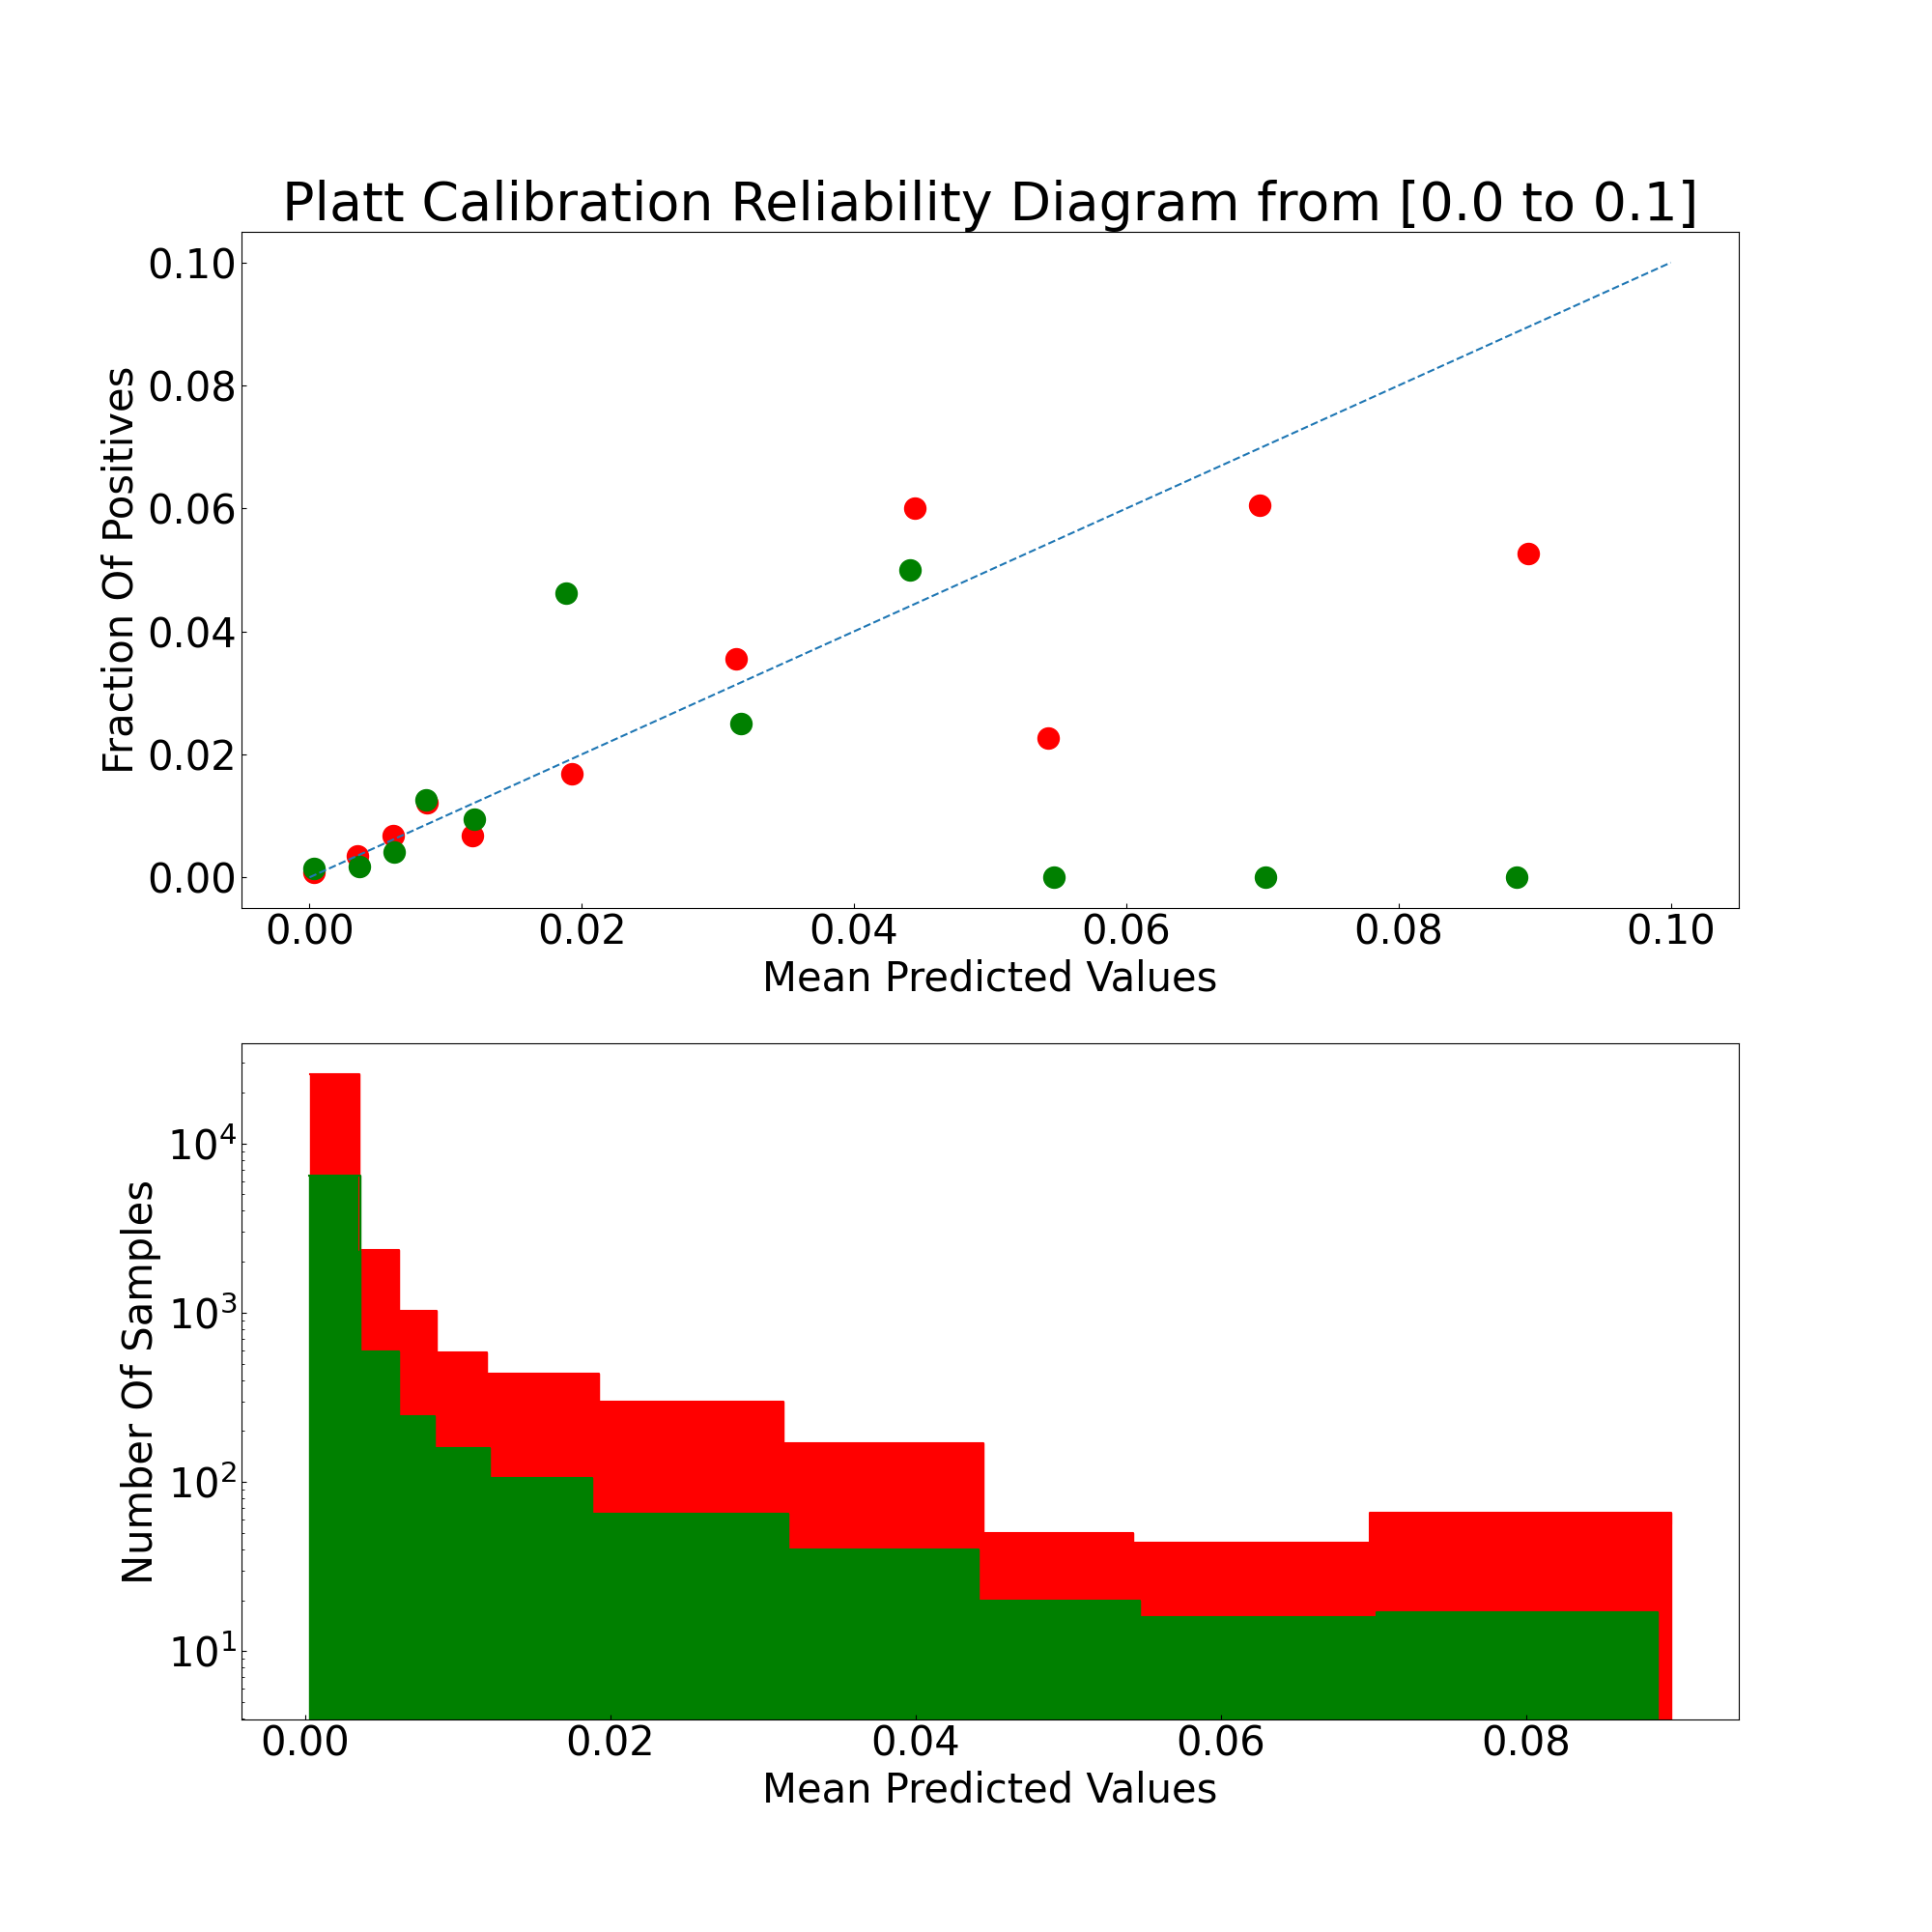 Platt Calibration Reliability Diagram from [0.0 to 0.1]
Fraction Of Positives
0.10
0.08
0.06
0.04
0.02
0.00
0.00 0.02 0.04 0.06 0.08 0.10
Mean Predicted Values
Number Of Samples
10⁴
10³
10²
10¹
0.00 0.02 0.04 0.06 0.08
Mean Predicted Values